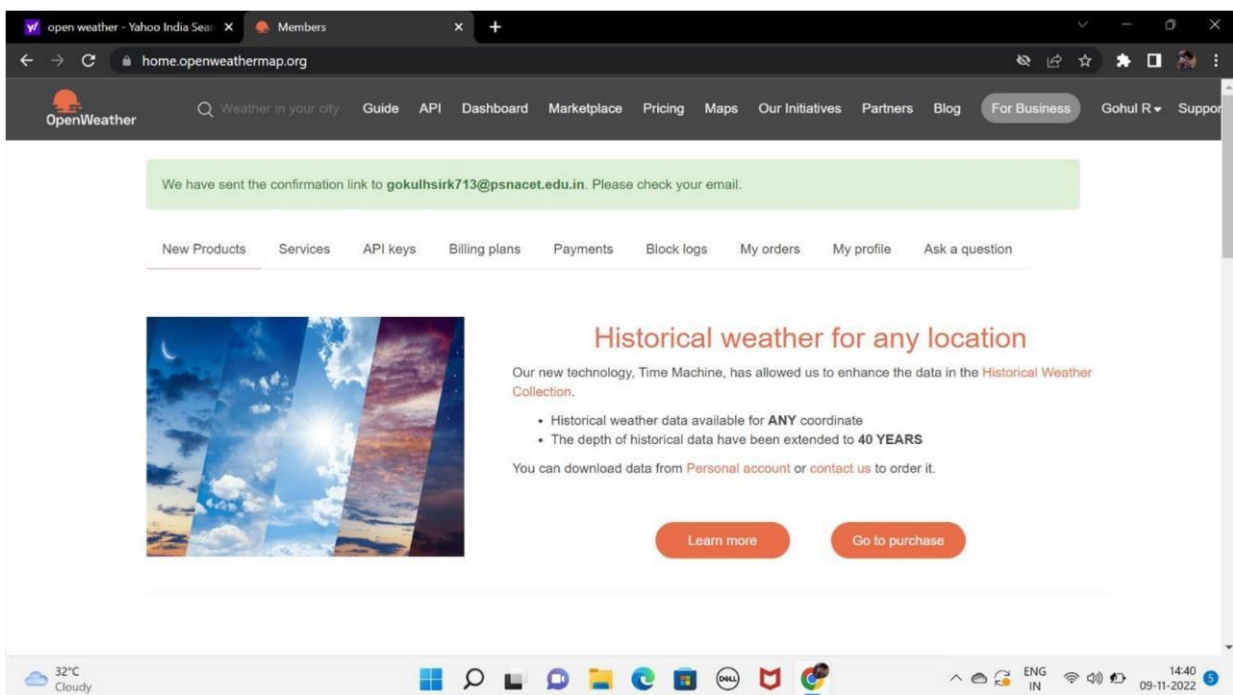 open weather - Yahoo India Sear
Members
home.openweathermap.org
OpenWeather
Weather in your city Guide API Dashboard Marketplace Pricing Maps Our Initiatives Partners Blog For Business Gohul R Suppor
We have sent the confirmation link to gokulhsirk713@psnacet.edu.in. Please check your email.
New Products Services API keys Billing plans Payments Block logs My orders My profile Ask a question
Historical weather for any location
Our new technology, Time Machine, has allowed us to enhance the data in the Historical Weather
Collection.
• Historical weather data available for ANY coordinate
• The depth of historical data have been extended to 40 YEARS
You can download data from Personal account or contact us to order it.
Learn more Go to purchase
32°C
Cloudy
DELL
ENG
IN
14:40
09-11-2022
5